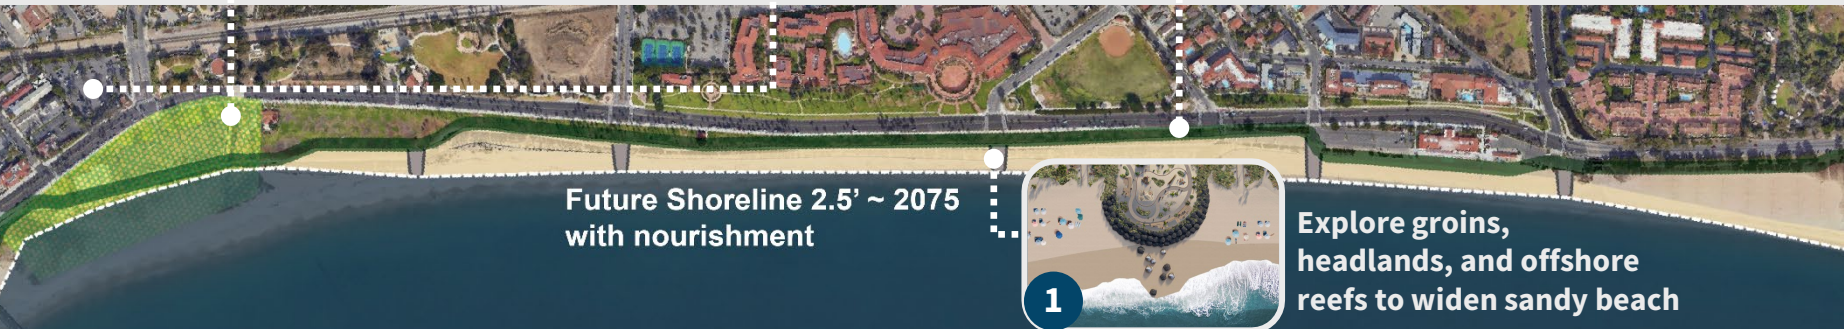 Future Shoreline 2.5' ~ 2075
with nourishment
1
Explore groins,
headlands, and offshore
reefs to widen sandy beach